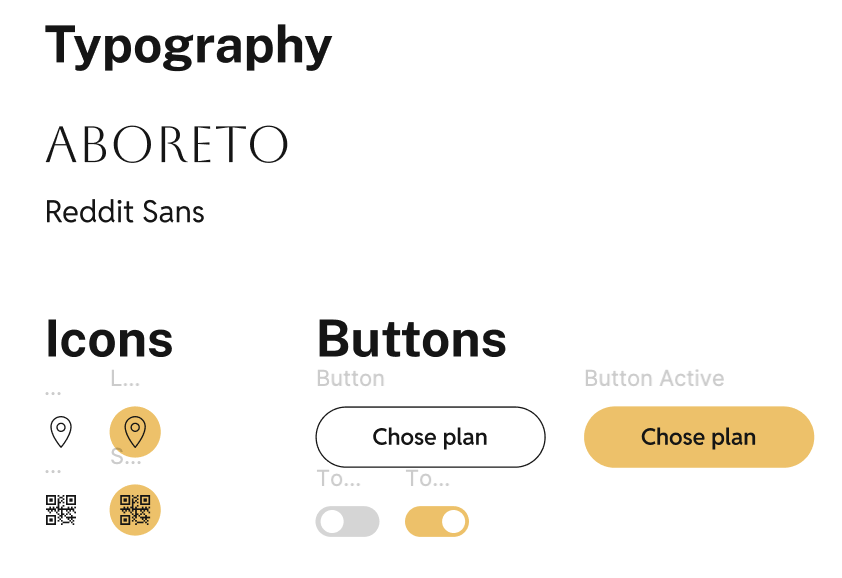 Typography
ABORETO
Reddit Sans
Icons
Buttons
...
L...
Button
Button Active
Chose plan
Chose plan
...
S...
To...
To...